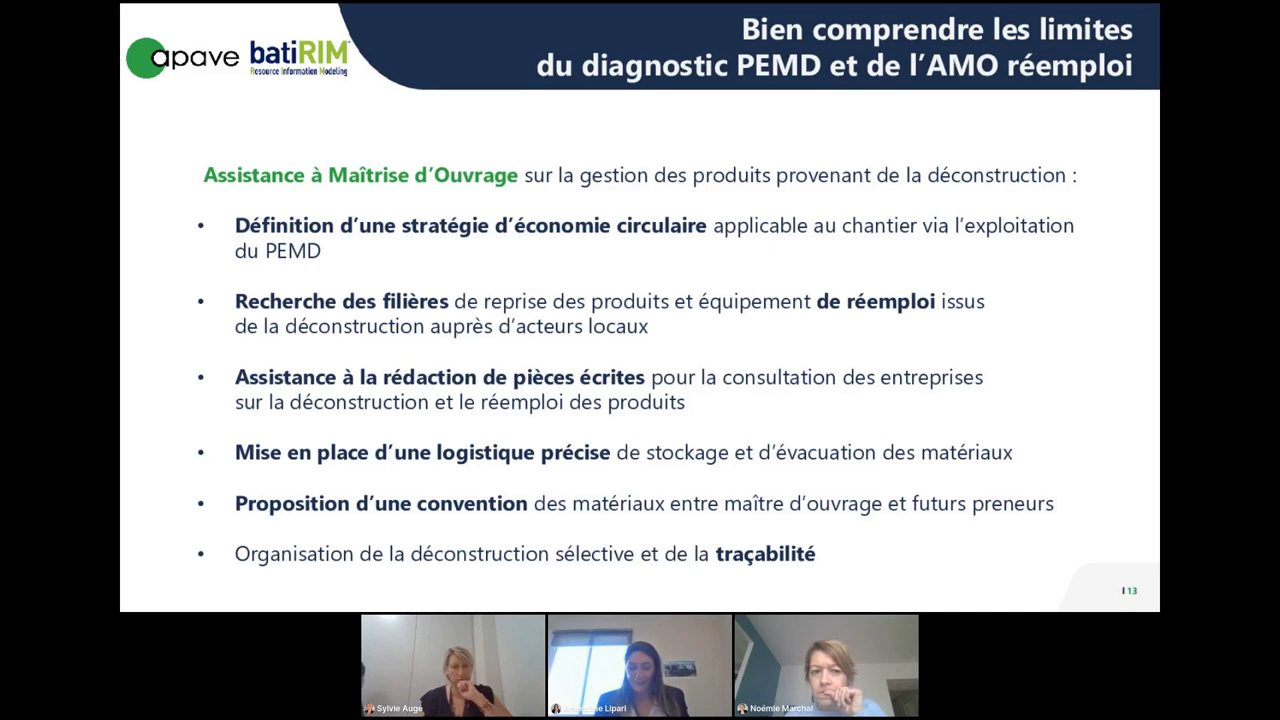 Bien comprendre les limites
du diagnostic PEMD et de l'AMO réemploi
apave batiRIM
Resource Information Modeling
Assistance à Maîtrise d'Ouvrage sur la gestion des produits provenant de la déconstruction :
• Définition d'une stratégie d'économie circulaire applicable au chantier via l'exploitation
du PEMD
• Recherche des filières de reprise des produits et équipement de réemploi issus
de la déconstruction auprès d'acteurs locaux
• Assistance à la rédaction de pièces écrites pour la consultation des entreprises
sur la déconstruction et le réemploi des produits
• Mise en place d'une logistique précise de stockage et d'évacuation des matériaux
• Proposition d'une convention des matériaux entre maître d'ouvrage et futurs preneurs
• Organisation de la déconstruction sélective et de la traçabilité
I 13
Sylvie Auge
Lipari
Noémie Marchal